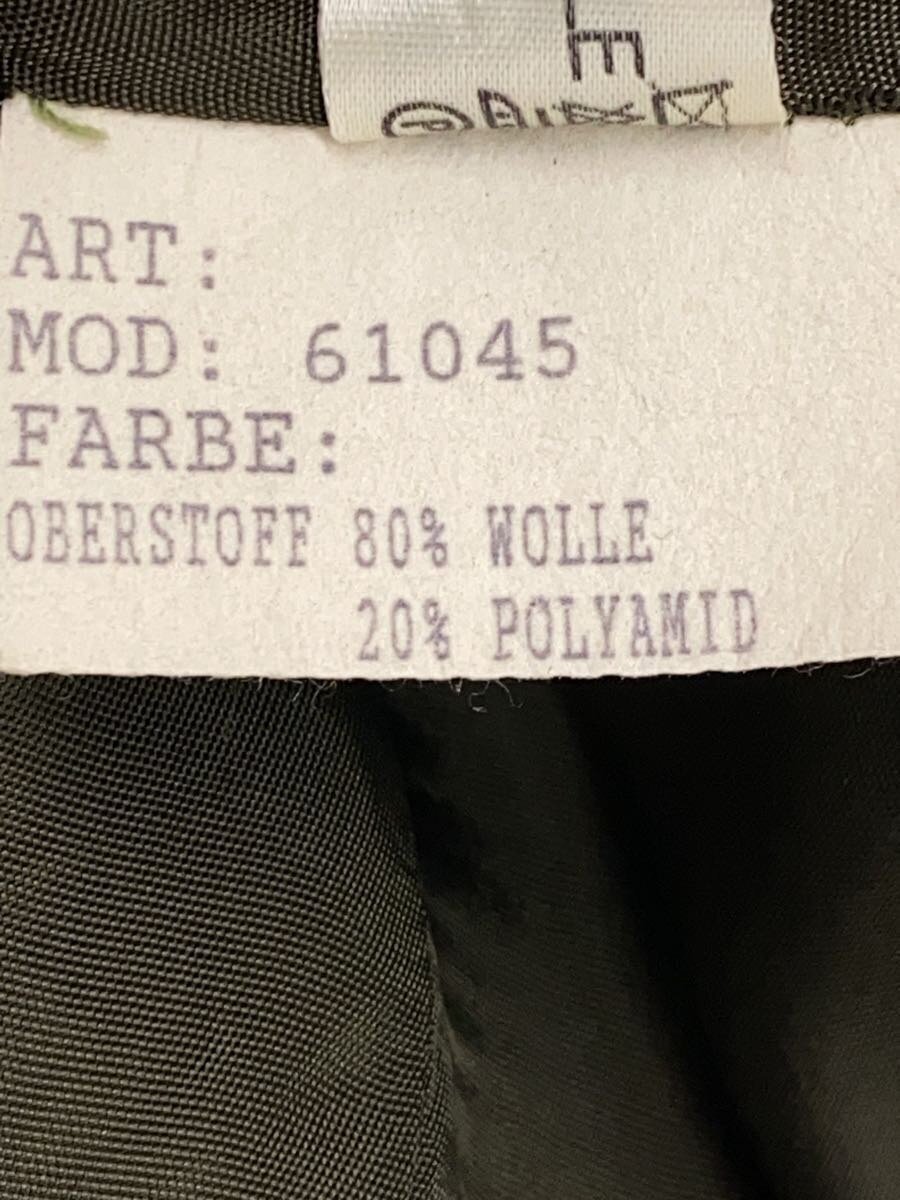 ART:
MOD: 61045
FARBE:
OBERSTOFF 80% WOLLE
20% POLYAMID